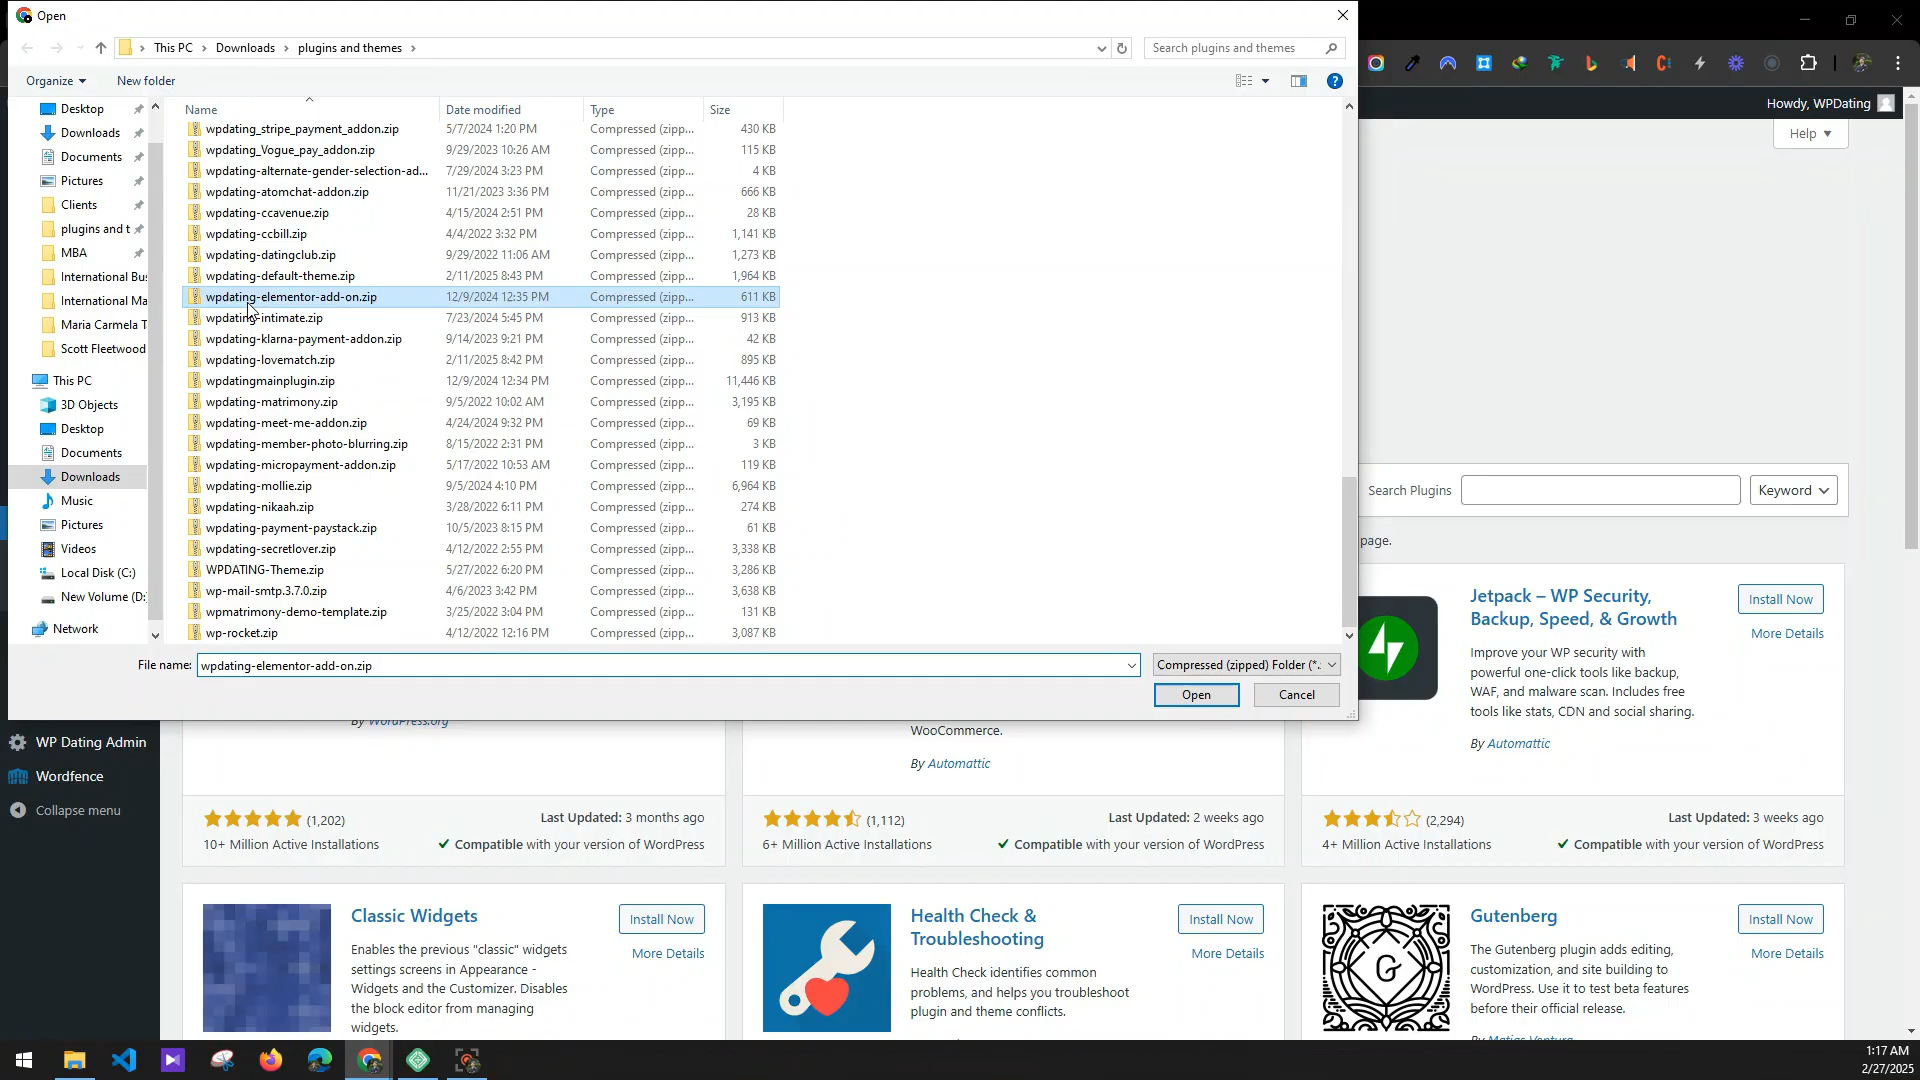 Open
This PC
Downloads
plugins and themes
Search plugins and themes
Organize
New folder
Name
Date modified
Type
Size
Desktop
Downloads
Documents
Pictures
Clients
plugins and t
MBA
International Bu
International Ma
Maria Carmela T
Scott Fleetwood
This PC
3D Objects
Desktop
Documents
Downloads
Music
Pictures
Videos
Local Disk (C:)
New Volume (D:
Network
wpdating_stripe_payment_addon.zip 5/7/2024 1:20 PM Compressed (zipp... 430 KB
wpdating_Vogue_pay_addon.zip 9/29/2023 10:26 AM Compressed (zipp... 115 KB
wpdating-alternate-gender-selection-ad... 7/29/2024 3:23 PM Compressed (zipp... 4 KB
wpdating-atomchat-addon.zip 11/21/2023 3:36 PM Compressed (zipp... 666 KB
wpdating-ccavenue.zip 4/15/2024 2:51 PM Compressed (zipp... 28 KB
wpdating-ccbill.zip 4/4/2022 3:32 PM Compressed (zipp... 1,141 KB
wpdating-datingclub.zip 9/29/2022 11:06 AM Compressed (zipp... 1,273 KB
wpdating-default-theme.zip 2/11/2025 8:43 PM Compressed (zipp... 1,964 KB
wpdating-elementor-add-on.zip 12/9/2024 12:35 PM Compressed (zipp... 611 KB
wpdating-intimate.zip 7/23/2024 5:45 PM Compressed (zipp... 913 KB
wpdating-klarna-payment-addon.zip 9/14/2023 9:21 PM Compressed (zipp... 42 KB
wpdating-lovematch.zip 2/11/2025 8:42 PM Compressed (zipp... 895 KB
wpdatingmainplugin.zip 12/9/2024 12:34 PM Compressed (zipp... 11,446 KB
wpdating-matrimony.zip 9/5/2022 10:02 AM Compressed (zipp... 3,195 KB
wpdating-meet-me-addon.zip 4/24/2024 9:32 PM Compressed (zipp... 69 KB
wpdating-member-photo-blurring.zip 8/15/2022 2:31 PM Compressed (zipp... 3 KB
wpdating-micropayment-addon.zip 5/17/2022 10:53 AM Compressed (zipp... 119 KB
wpdating-mollie.zip 9/5/2024 4:10 PM Compressed (zipp... 6,964 KB
wpdating-nikaah.zip 3/28/2022 6:11 PM Compressed (zipp... 274 KB
wpdating-payment-paystack.zip 10/5/2023 8:15 PM Compressed (zipp... 61 KB
wpdating-secretlover.zip 4/12/2022 2:55 PM Compressed (zipp... 3,338 KB
WPDATING-Theme.zip 5/27/2022 6:20 PM Compressed (zipp... 3,286 KB
wp-mail-smtp.3.7.0.zip 4/6/2023 3:42 PM Compressed (zipp... 3,638 KB
wpmatrimony-demo-template.zip 3/25/2022 3:04 PM Compressed (zipp... 131 KB
wp-rocket.zip 4/12/2022 12:16 PM Compressed (zipp... 3,087 KB
File name: wpdating-elementor-add-on.zip
Compressed (zipped) Folder (*.
Open
Cancel
Howdy, WPDating
Help
Search Plugins
Keyword
page.
Jetpack – WP Security,
Backup, Speed, & Growth
Install Now
More Details
Improve your WP security with
powerful one-click tools like backup,
WAF, and malware scan. Includes free
tools like stats, CDN and social sharing.
By Automattic
WP Dating Admin
Wordfence
Collapse menu
By WordPress.org
WooCommerce.
By Automattic
(1,202)
Last Updated: 3 months ago
10+ Million Active Installations
Compatible with your version of WordPress
(1,112)
Last Updated: 2 weeks ago
6+ Million Active Installations
Compatible with your version of WordPress
(2,294)
Last Updated: 3 weeks ago
4+ Million Active Installations
Compatible with your version of WordPress
Classic Widgets
Install Now
More Details
Enables the previous "classic" widgets
settings screens in Appearance -
Widgets and the Customizer. Disables
the block editor from managing
widgets.
Health Check &
Troubleshooting
Install Now
More Details
Health Check identifies common
problems, and helps you troubleshoot
plugin and theme conflicts.
Gutenberg
Install Now
More Details
The Gutenberg plugin adds editing,
customization, and site building to
WordPress. Use it to test beta features
before their official release.
By Matias Ventura
1:17 AM
2/27/2025